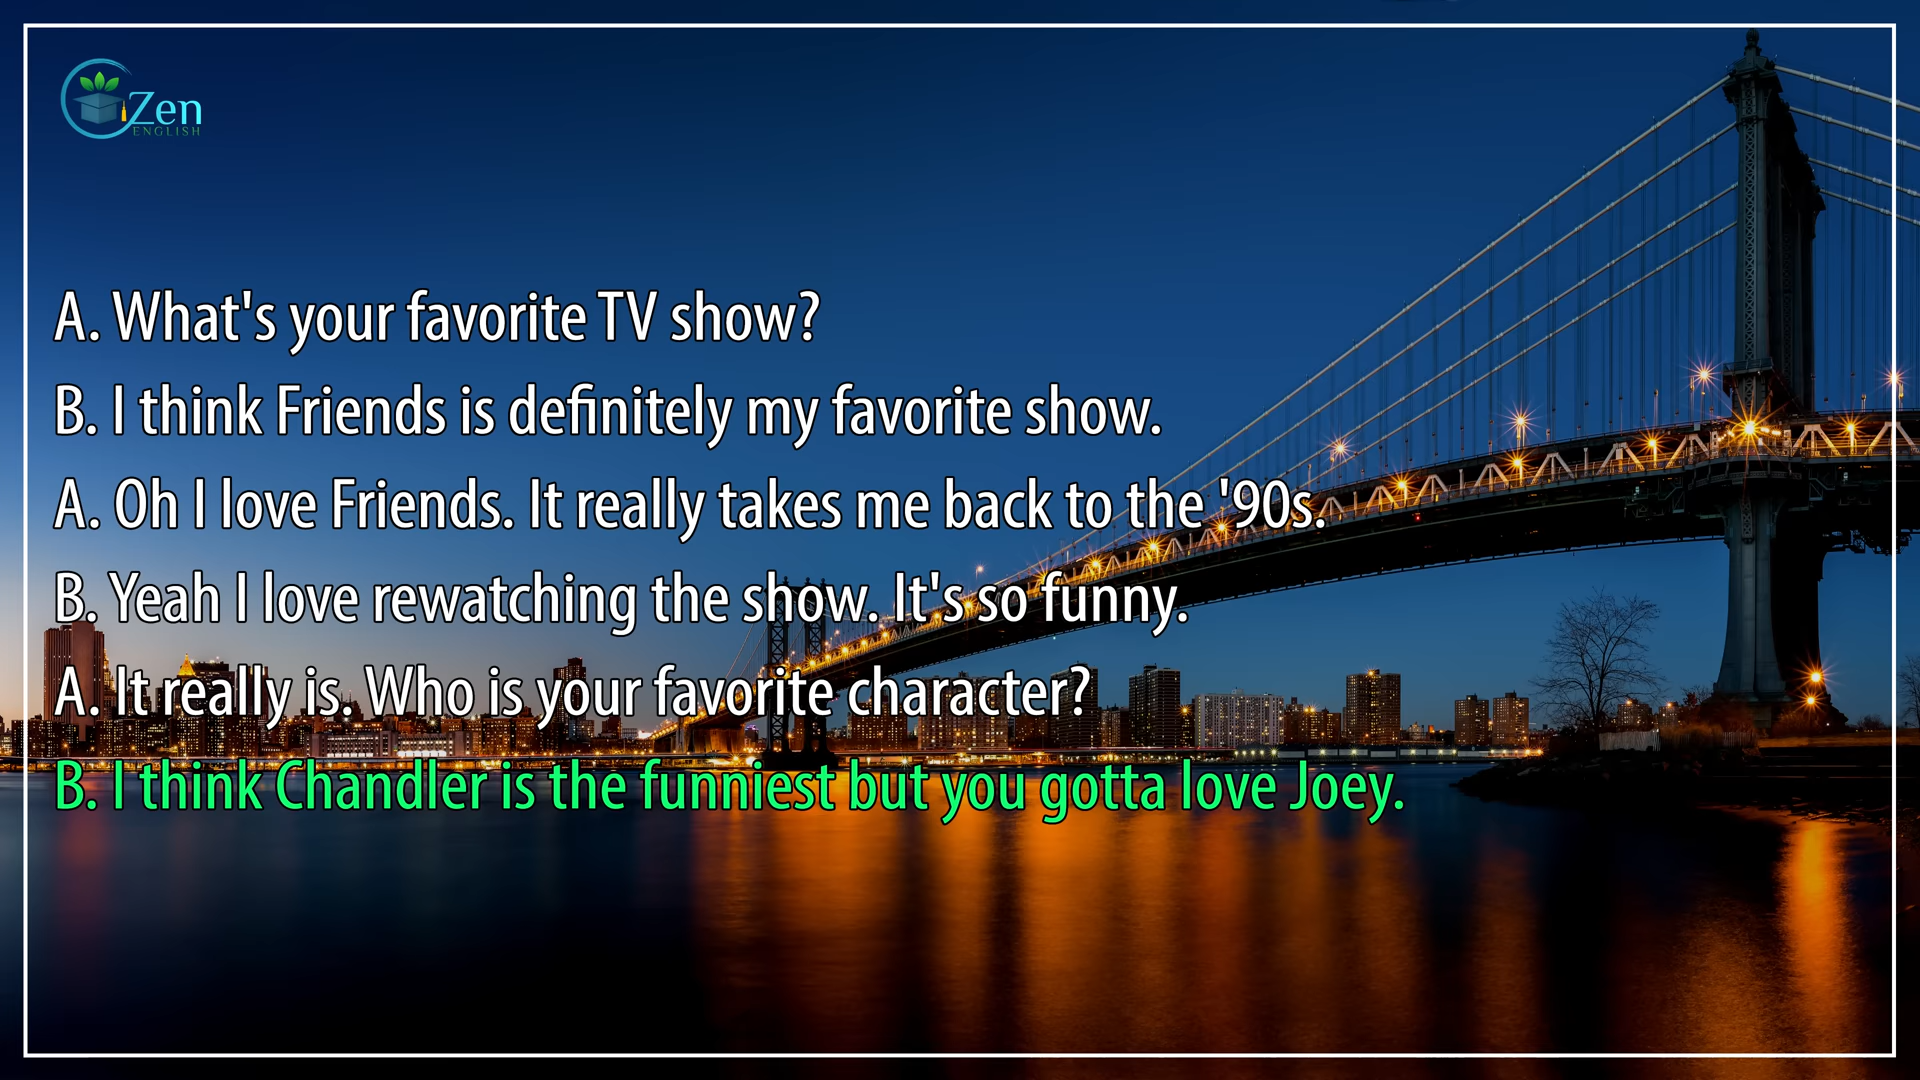 Zen
ENGLISH
A. What's your favorite TV show?
B. I think Friends is definitely my favorite show.
A. Oh I love Friends. It really takes me back to the '90s.
B. Yeah I love rewatching the show. It's so funny.
A. It really is. Who is your favorite character?
B. I think Chandler is the funniest but you gotta love Joey.